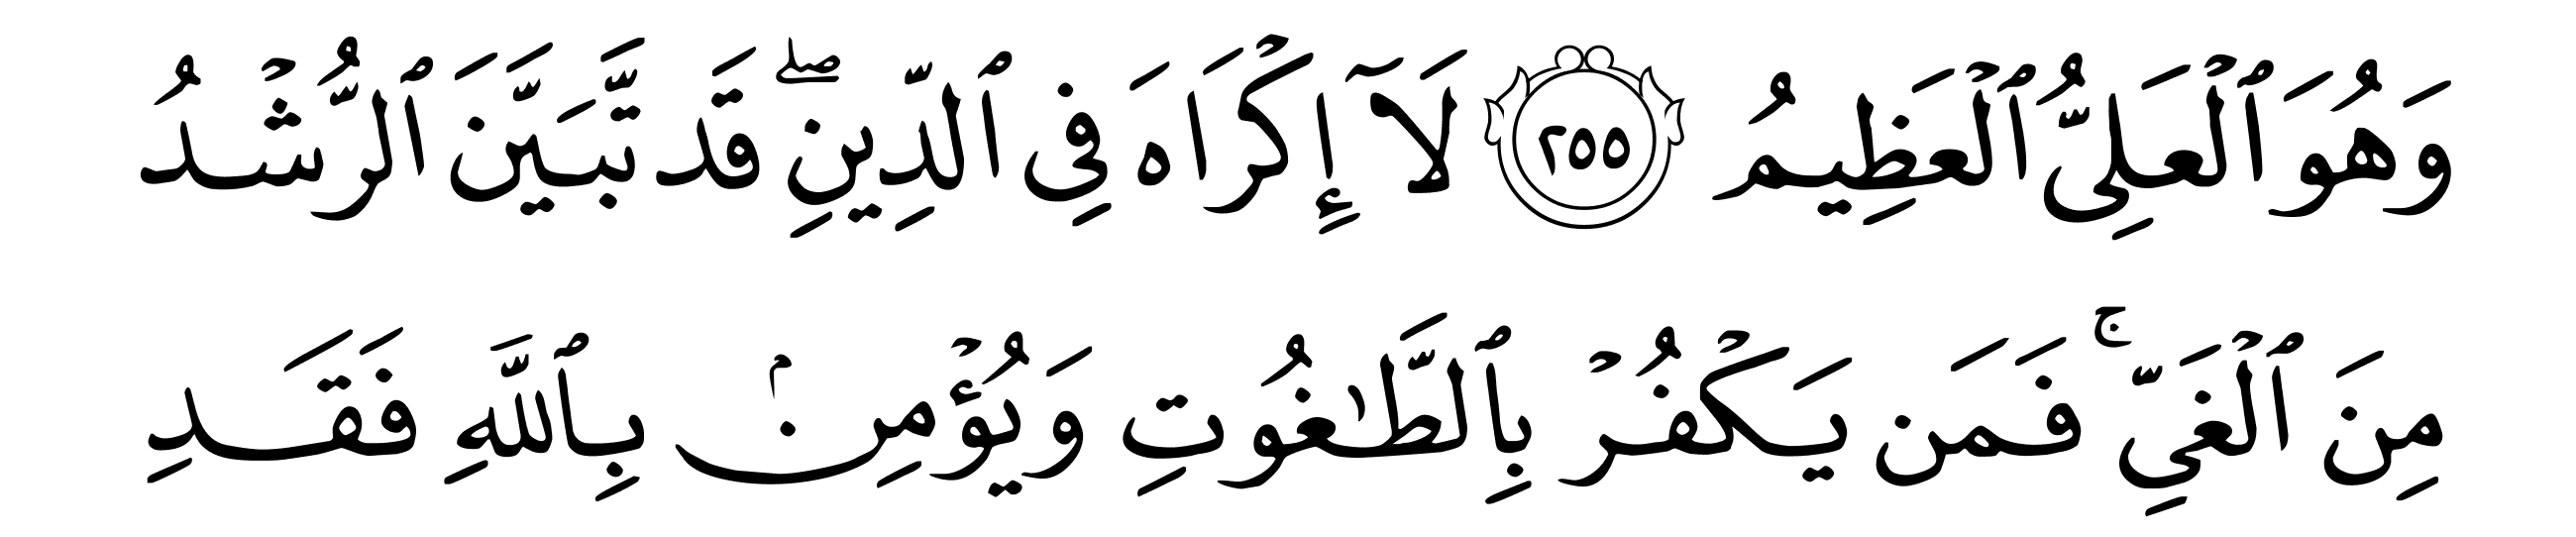 وَهُوَ ٱلْعَلِىُّ ٱلْعَظِيمُ ٢٥٥ لَآ إِكْرَاهَ فِى ٱلدِّينِۖ قَد تَّبَيَّنَ ٱلرُّشْدُ
مِنَ ٱلْغَىِّۚ فَمَن يَكْفُرْ بِٱلطَّـٰغُوتِ وَيُؤْمِنۢ بِٱللَّهِ فَقَدِ